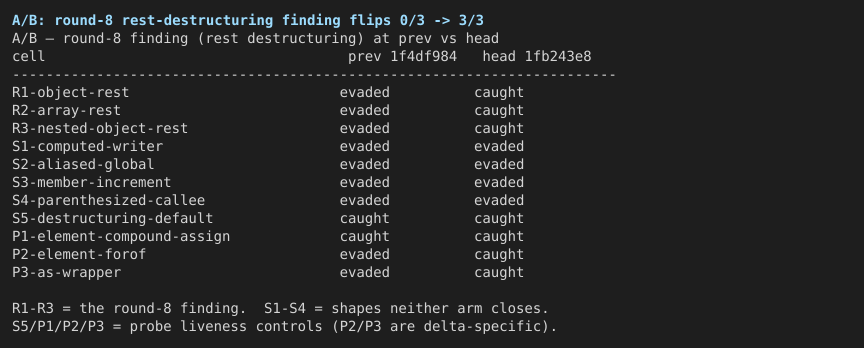 A/B: round-8 rest-destructuring finding flips 0/3 -> 3/3
A/B — round-8 finding (rest destructuring) at prev vs head
cell                                     prev 1f4df984   head 1fb243e8
--------------------------------------------------------------------------
R1-object-rest                          evaded          caught
R2-array-rest                           evaded          caught
R3-nested-object-rest                   evaded          caught
S1-computed-writer                      evaded          evaded
S2-aliased-global                       evaded          evaded
S3-member-increment                     evaded          evaded
S4-parenthesized-callee                 evaded          evaded
S5-destructuring-default                caught          caught
P1-element-compound-assign              caught          caught
P2-element-forof                        evaded          caught
P3-as-wrapper                           evaded          caught
R1-R3 = the round-8 finding.  S1-S4 = shapes neither arm closes.
S5/P1/P2/P3 = probe liveness controls (P2/P3 are delta-specific).